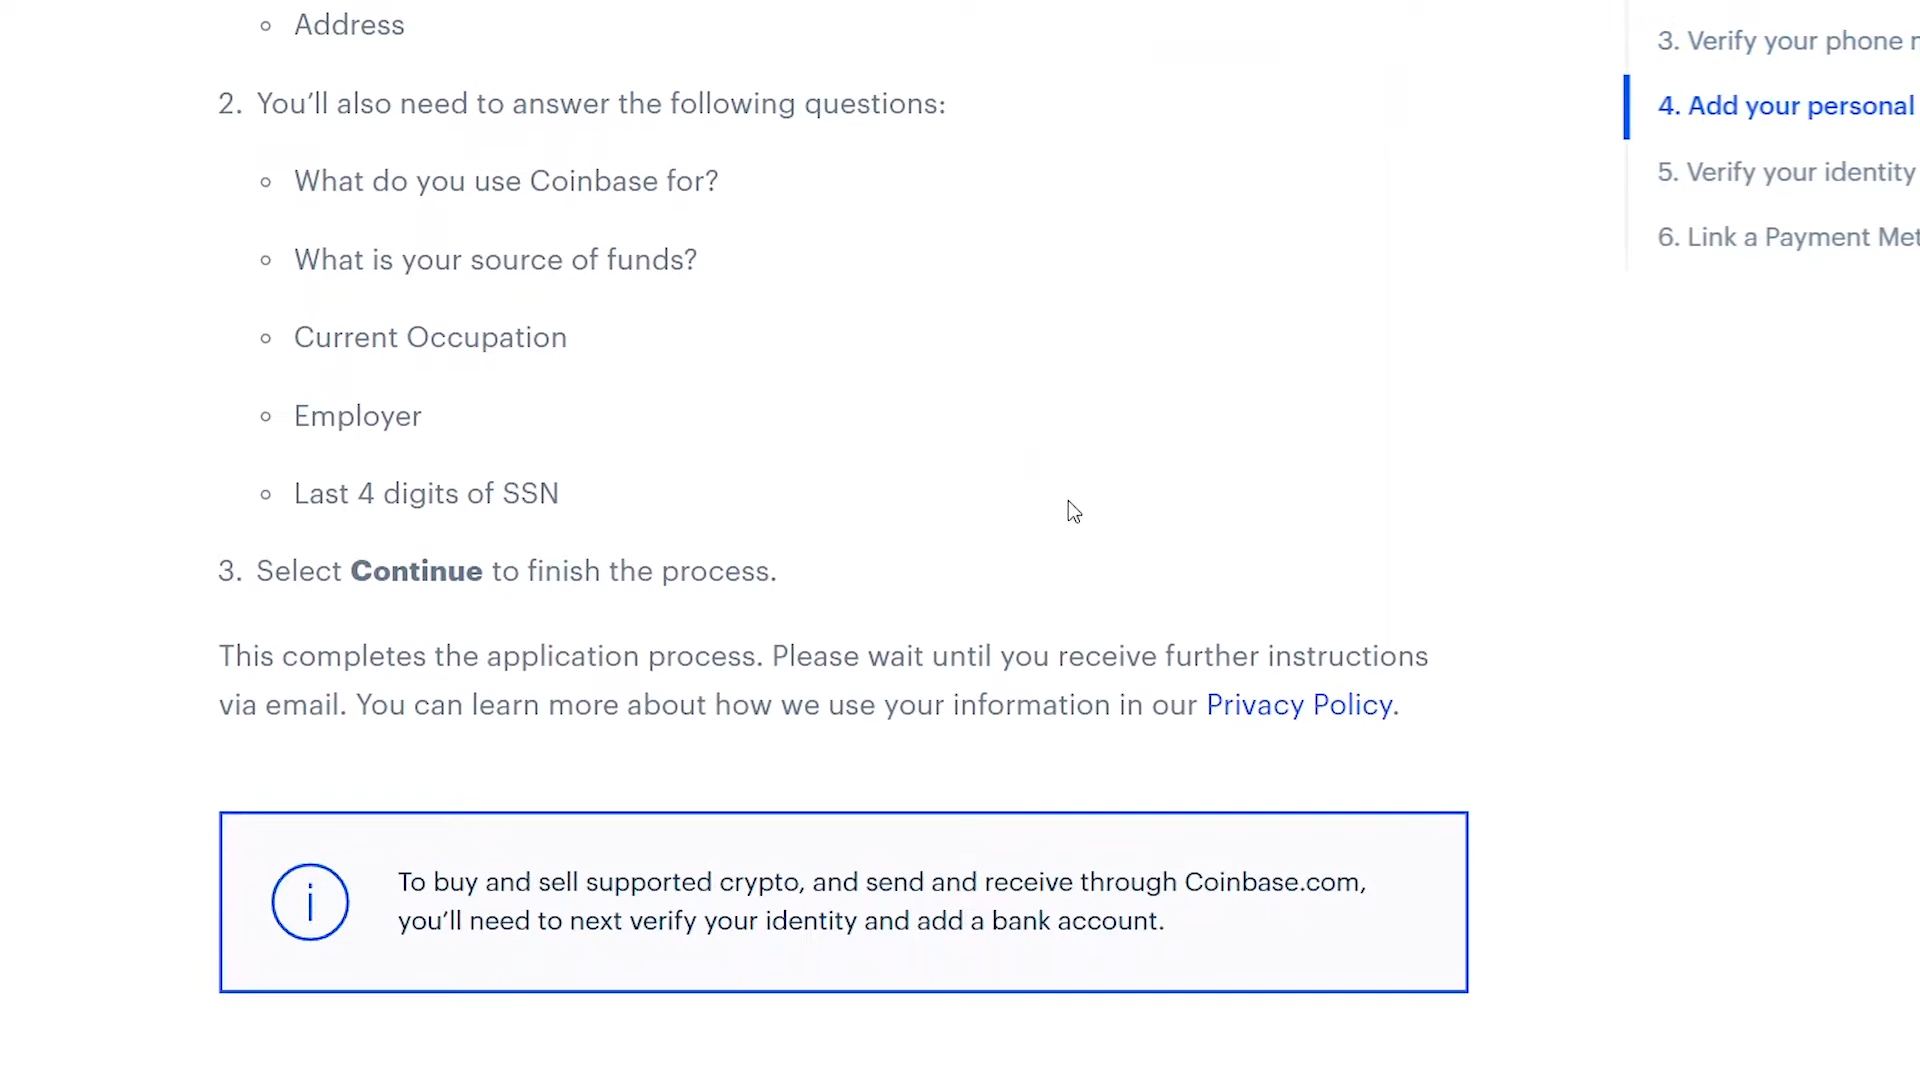 Address
2. You’ll also need to answer the following questions:
What do you use Coinbase for?
What is your source of funds?
Current Occupation
Employer
Last 4 digits of SSN
3. Select Continue to finish the process.
This completes the application process. Please wait until you receive further instructions
via email. You can learn more about how we use your information in our Privacy Policy.
To buy and sell supported crypto, and send and receive through Coinbase.com,
you’ll need to next verify your identity and add a bank account.
3. Verify your phone
4. Add your personal
5. Verify your identity
6. Link a Payment